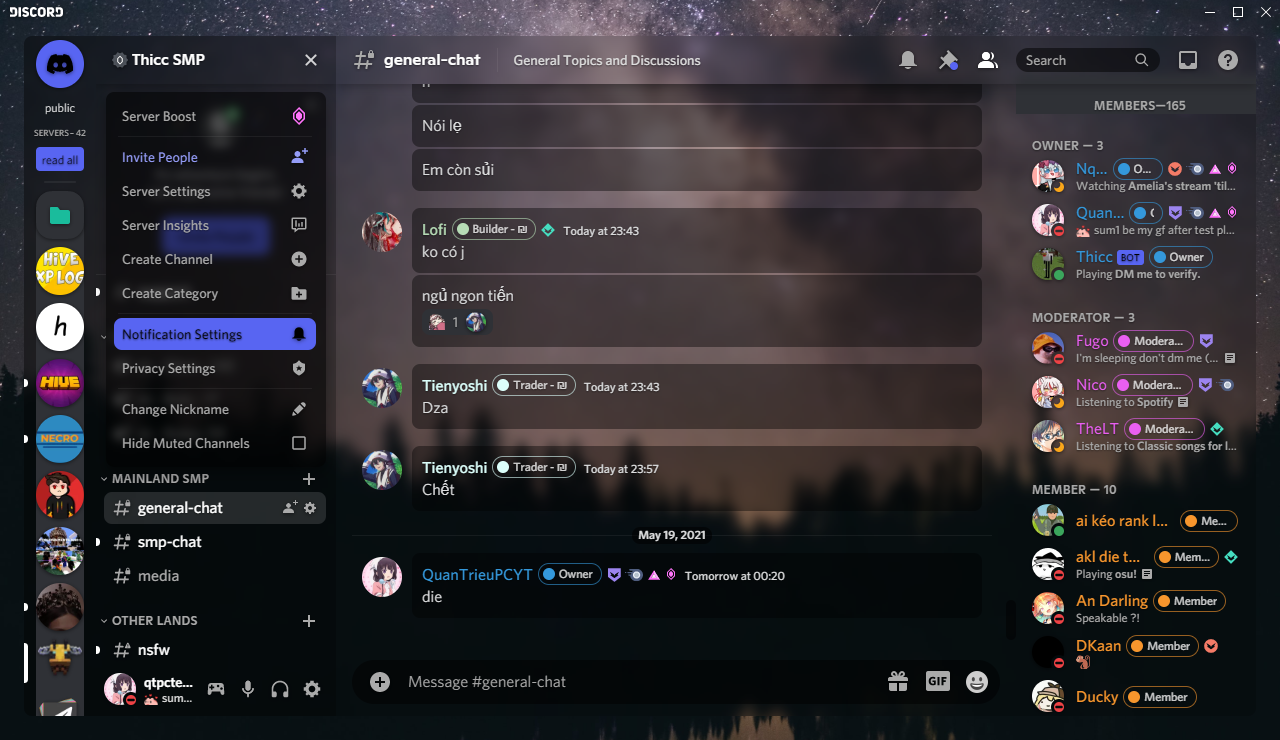 DISCORD
public
SERVERS - 42
read all
HiVE
XP LOG
h
HIVE
NECRO
Thicc SMP
Server Boost
Invite People
Server Settings
Server Insights
Create Channel
Create Category
Notification Settings
Privacy Settings
Change Nickname
Hide Muted Channels
MAINLAND SMP
general-chat
smp-chat
media
OTHER LANDS
nsfw
qtpcte...
sum...
general-chat
General Topics and Discussions
Search
Nói lẹ
Em còn sủi
Lofi Builder - ₪ Today at 23:43
ko có j
ngủ ngon tiến
1
Tienyoshi Trader - ₪ Today at 23:43
Dza
Tienyoshi Trader - ₪ Today at 23:57
Chết
May 19, 2021
QuanTrieuPCYT Owner Tomorrow at 00:20
die
Message #general-chat
GIF
MEMBERS—165
OWNER — 3
Nq... O...
Watching Amelia's stream 'til...
Quan...
sum1 be my gf after test pl...
Thicc BOT Owner
Playing DM me to verify.
MODERATOR — 3
Fugo Modera...
I'm sleeping don't dm me (...
Nico Modera...
Listening to Spotify
TheLT Modera...
Listening to Classic songs for l...
MEMBER — 10
ai kéo rank l... Me...
akl die t... Mem...
Playing osu!
An Darling Member
Speakable ?!
DKaan Member
Ducky Member